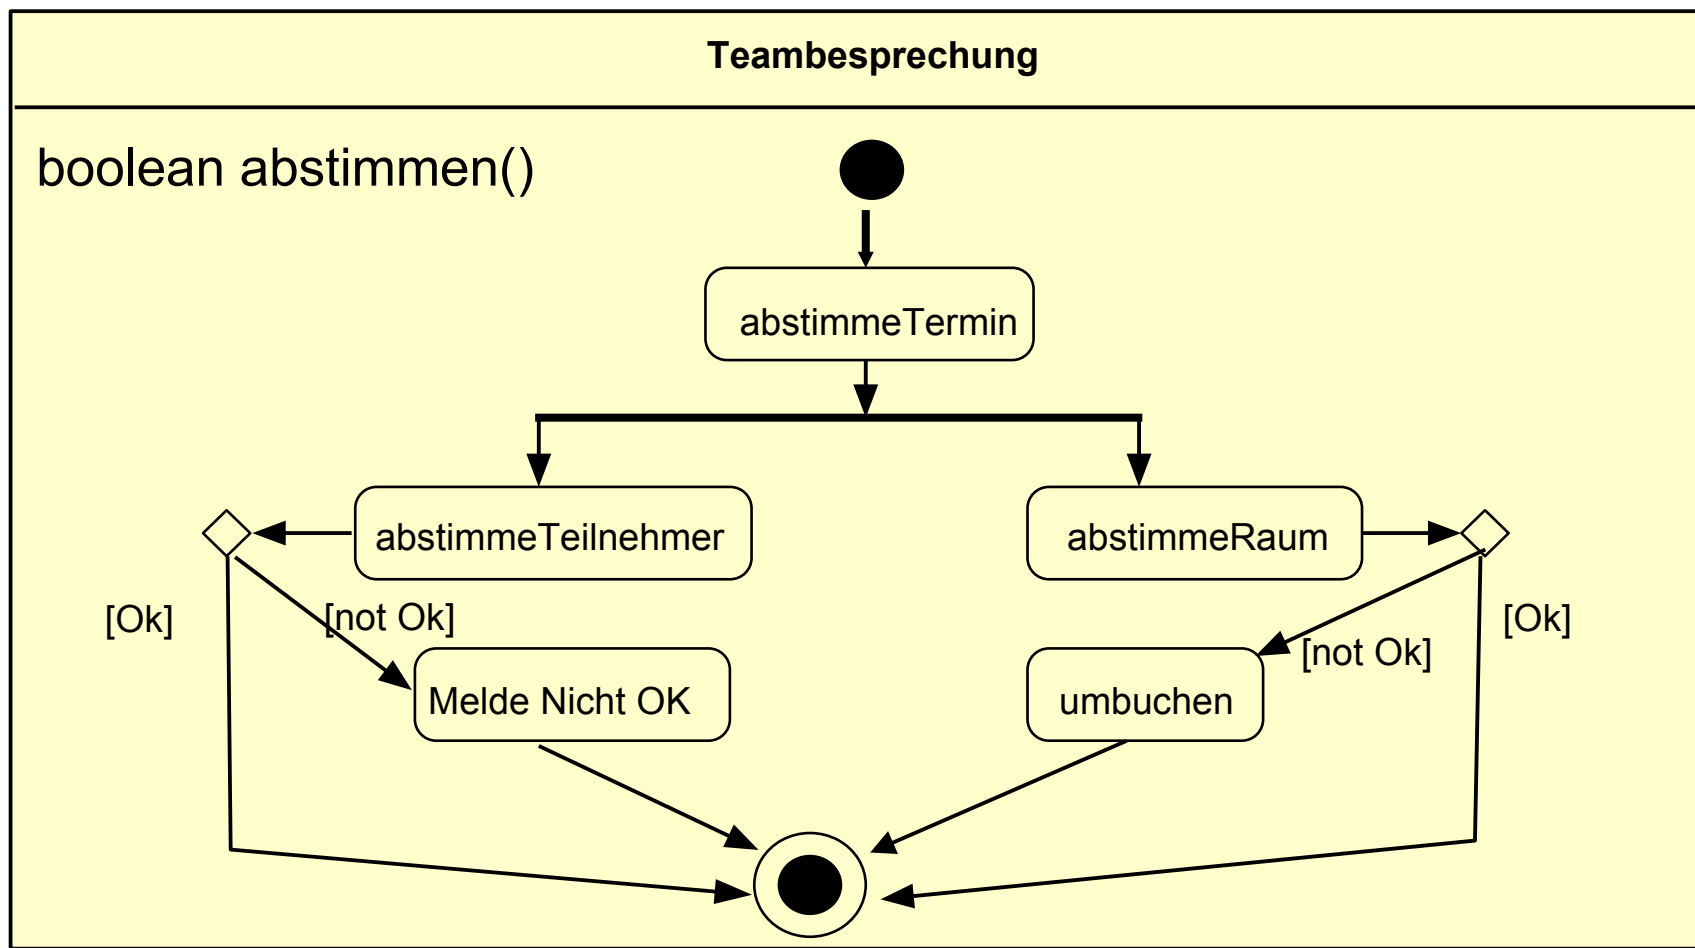 Teambesprechung
boolean abstimmen()
abstimmeTermin
abstimmeTeilnehmer
abstimmeRaum
[Ok]
[not Ok]
[Ok]
[not Ok]
Melde Nicht OK
umbuchen